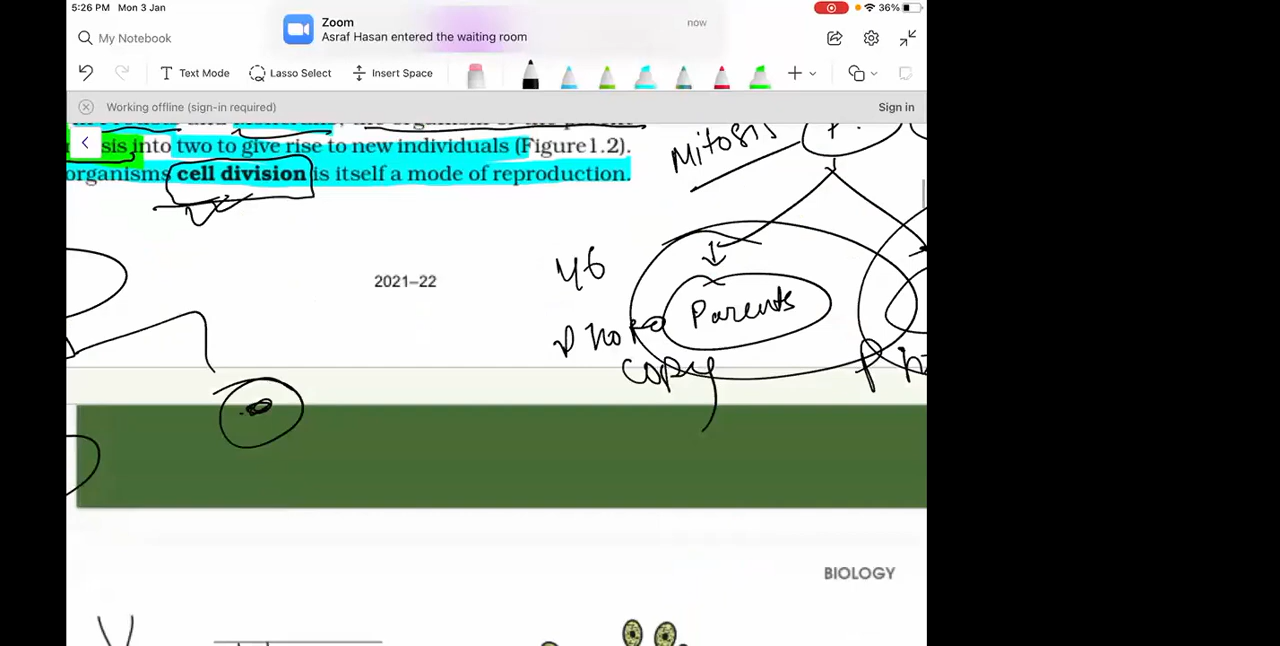 5:26 PM Mon 3 Jan
Zoom
now
36%
Asraf Hasan entered the waiting room
My Notebook
Text Mode
Lasso Select
Insert Space
Working offline (sign-in required)
Sign in
sis into two to give rise to new individuals (Figure1.2).
organisms cell division is itself a mode of reproduction.
Mitosis
P.
46
2021–22
Parents
Photo
copy
BIOLOGY